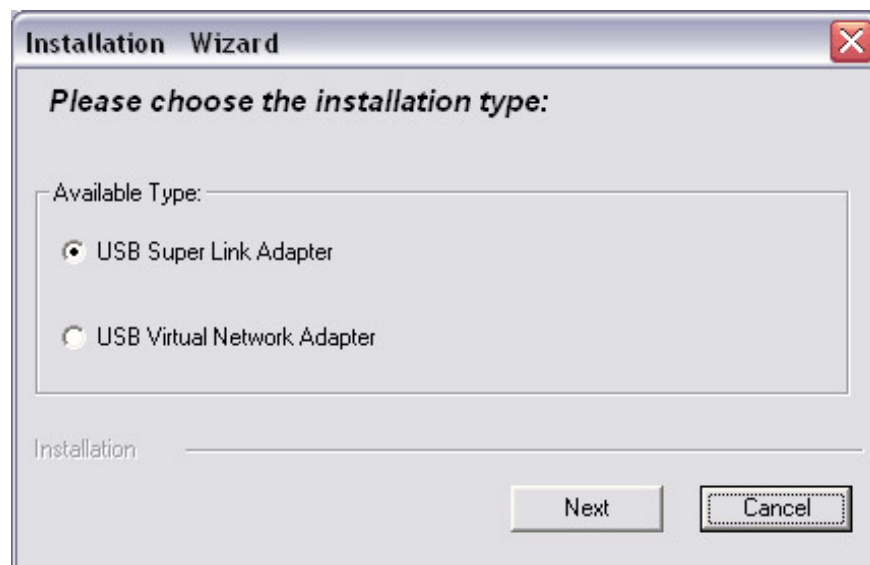 Installation Wizard
Please choose the installation type:
Available Type:
USB Super Link Adapter
USB Virtual Network Adapter
Installation
Next Cancel